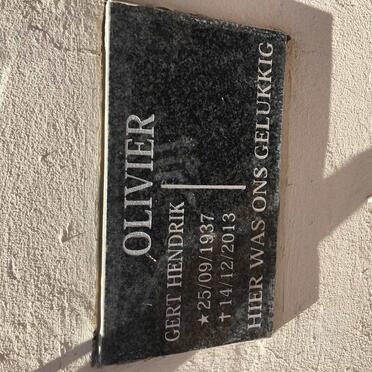 OLIVIER
GERT HENDRIK
★ 25/09/1937
✝ 14/12/2013
HIER WAS ONS GELUKKIG